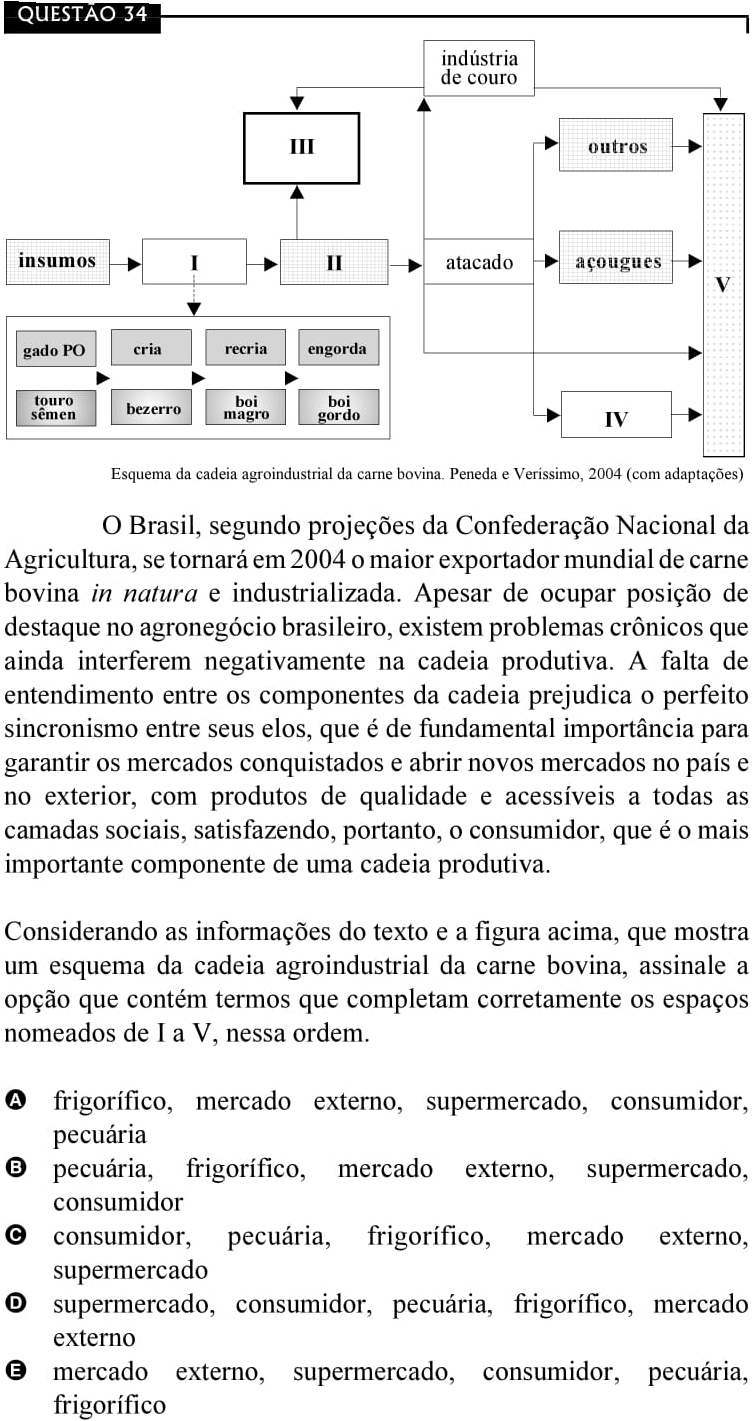 QUESTÃO 34
indústria
de couro
III
outros
insumos
I
II
atacado
açougues
V
gado PO
cria
recria
engorda
touro
sêmen
bezerro
boi
magro
boi
gordo
IV
Esquema da cadeia agroindustrial da carne bovina. Peneda e Veríssimo, 2004 (com adaptações)
O Brasil, segundo projeções da Confederação Nacional da
Agricultura, se tornará em 2004 o maior exportador mundial de carne
bovina in natura e industrializada. Apesar de ocupar posição de
destaque no agronegócio brasileiro, existem problemas crônicos que
ainda interferem negativamente na cadeia produtiva. A falta de
entendimento entre os componentes da cadeia prejudica o perfeito
sincronismo entre seus elos, que é de fundamental importância para
garantir os mercados conquistados e abrir novos mercados no país e
no exterior, com produtos de qualidade e acessíveis a todas as
camadas sociais, satisfazendo, portanto, o consumidor, que é o mais
importante componente de uma cadeia produtiva.
Considerando as informações do texto e a figura acima, que mostra
um esquema da cadeia agroindustrial da carne bovina, assinale a
opção que contém termos que completam corretamente os espaços
nomeados de I a V, nessa ordem.
A frigorífico, mercado externo, supermercado, consumidor,
pecuária
B pecuária, frigorífico, mercado externo, supermercado,
consumidor
C consumidor, pecuária, frigorífico, mercado externo,
supermercado
D supermercado, consumidor, pecuária, frigorífico, mercado
externo
E mercado externo, supermercado, consumidor, pecuária,
frigorífico